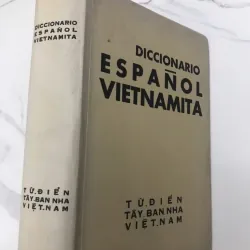 DICCIONARIO
ESPAÑOL
VIETNAMITA
TỪ.ĐIỂN
TÂY.BAN.NHA
VIỆT.NAM
DICCIONARIO
ESPAÑOL
VIETNAMITA
TỪ.ĐIỂN
TÂY.BAN NHA
VIỆT.NAM